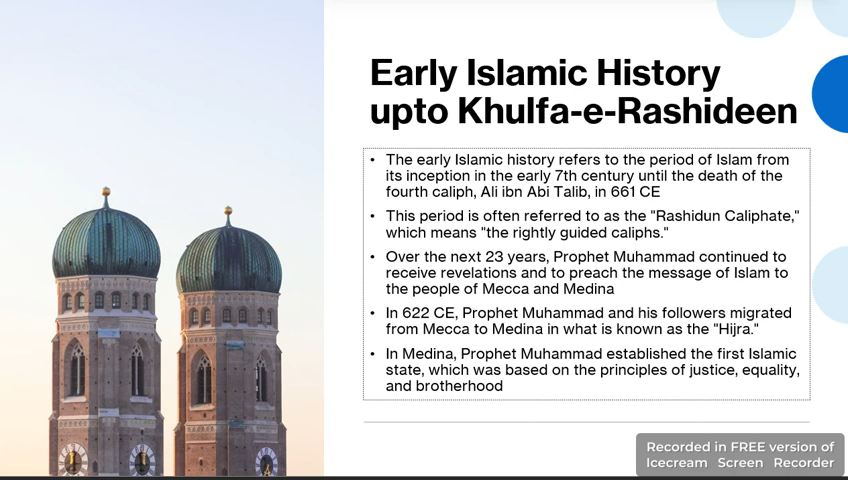 Early Islamic History
upto Khulfa-e-Rashideen
• The early Islamic history refers to the period of Islam from
its inception in the early 7th century until the death of the
fourth caliph, Ali ibn Abi Talib, in 661 CE
• This period is often referred to as the "Rashidun Caliphate,"
which means "the rightly guided caliphs."
• Over the next 23 years, Prophet Muhammad continued to
receive revelations and to preach the message of Islam to
the people of Mecca and Medina
• In 622 CE, Prophet Muhammad and his followers migrated
from Mecca to Medina in what is known as the "Hijra."
• In Medina, Prophet Muhammad established the first Islamic
state, which was based on the principles of justice, equality,
and brotherhood
Recorded in FREE version of
Icecream Screen Recorder